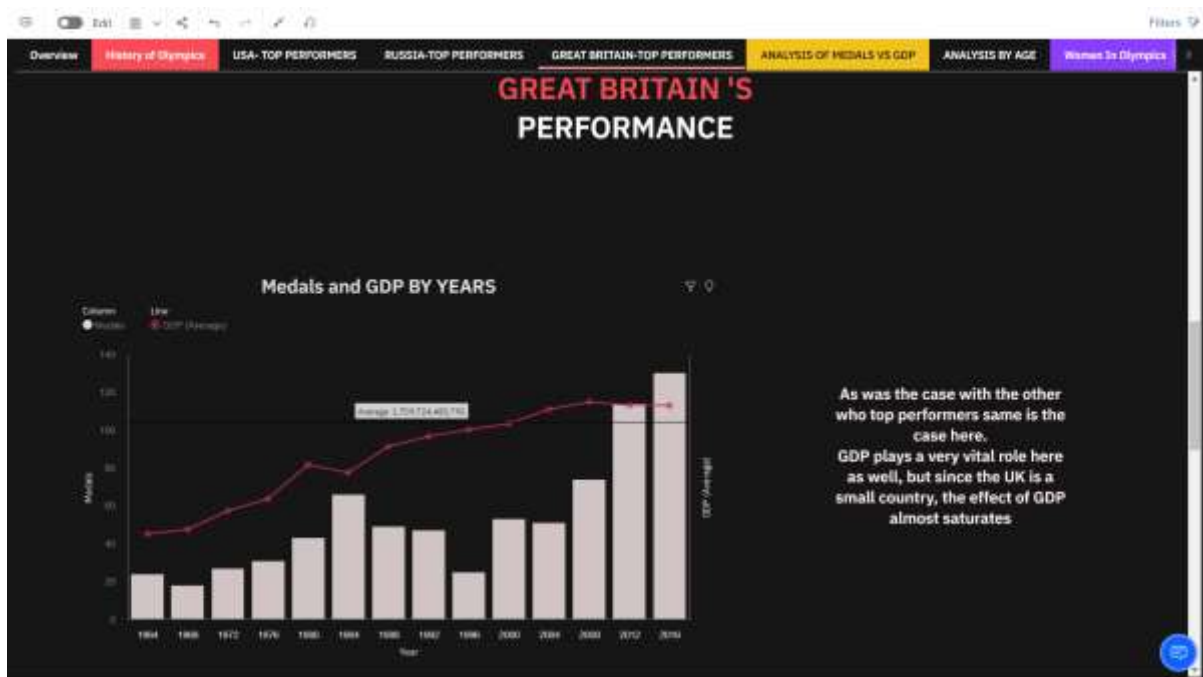 Edit
Filters
Overview
History of Olympics
USA- TOP PERFORMERS
RUSSIA-TOP PERFORMERS
GREAT BRITAIN-TOP PERFORMERS
ANALYSIS OF MEDALS VS GDP
ANALYSIS BY AGE
Women In Olympics
GREAT BRITAIN 'S
PERFORMANCE
Medals and GDP BY YEARS
Column
Line
Medals
GDP (Average)
140
120
100
80
60
40
20
0
Medals
GDP (Average)
Average
1964 1968 1972 1976 1980 1984 1988 1992 1996 2000 2004 2008 2012 2016
Year
As was the case with the other
who top performers same is the
case here.
GDP plays a very vital role here
as well, but since the UK is a
small country, the effect of GDP
almost saturates